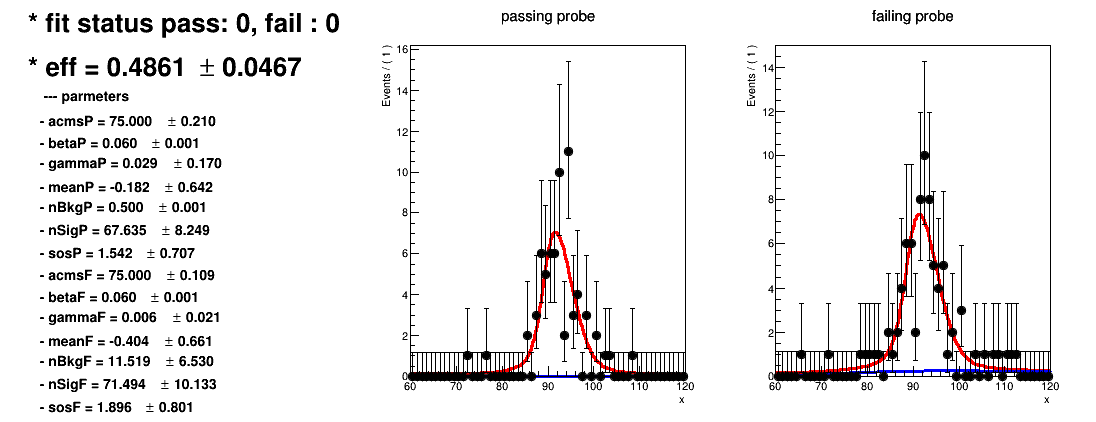 * fit status pass: 0, fail : 0
* eff = 0.4861 ± 0.0467
--- parmeters
- acmsP = 75.000 ± 0.210
- betaP = 0.060 ± 0.001
- gammaP = 0.029 ± 0.170
- meanP = -0.182 ± 0.642
- nBkgP = 0.500 ± 0.001
- nSigP = 67.635 ± 8.249
- sosP = 1.542 ± 0.707
- acmsF = 75.000 ± 0.109
- betaF = 0.060 ± 0.001
- gammaF = 0.006 ± 0.021
- meanF = -0.404 ± 0.661
- nBkgF = 11.519 ± 6.530
- nSigF = 71.494 ± 10.133
- sosF = 1.896 ± 0.801
passing probe
Events / ( 1 )
16
14
12
10
8
6
4
2
0
60 70 80 90 100 110 120
x
failing probe
Events / ( 1 )
14
12
10
8
6
4
2
0
60 70 80 90 100 110 120
x